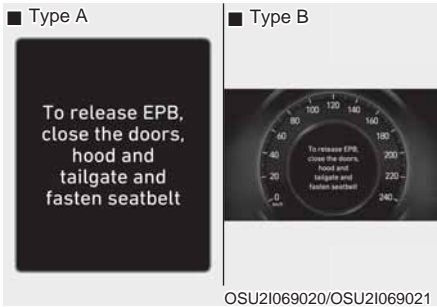 ■ Type A
To release EPB,
close the doors,
hood and
tailgate and
fasten seatbelt
■ Type B
0 20 40 60 80 100 120 140 160 180 200 220 240
To release EPB,
close the doors,
hood and
tailgate and
fasten seatbelt
OSU2I069020/OSU2I069021